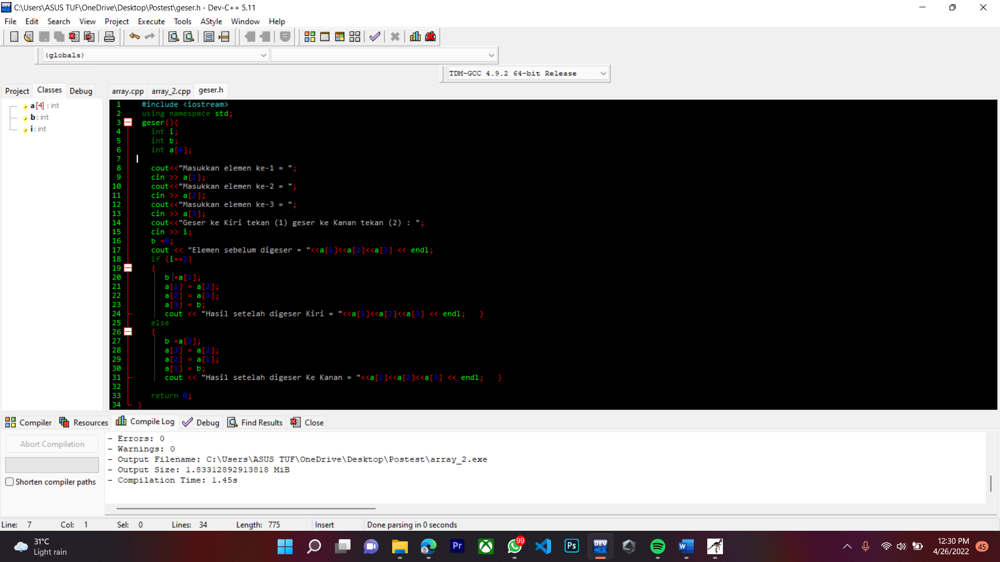 C:\Users\ASUS TUF\OneDrive\Desktop\Postest\geser.h - Dev-C++ 5.11
File Edit Search View Project Execute Tools AStyle Window Help
(globals)
TDM-GCC 4.9.2 64-bit Release
Project Classes Debug
array.cpp array_2.cpp geser.h
a [4] : int
b : int
i : int
1 #include <iostream>
2 using namespace std;
3 geser(){
4 int i;
5 int b;
6 int a[4];
7
8 cout<<"Masukkan elemen ke-1 = ";
9 cin >> a[1];
10 cout<<"Masukkan elemen ke-2 = ";
11 cin >> a[2];
12 cout<<"Masukkan elemen ke-3 = ";
13 cin >> a[3];
14 cout<<"Geser ke Kiri tekan (1) geser ke Kanan tekan (2) : ";
15 cin >> i;
16 b =0;
17 cout << "Elemen sebelum digeser = "<<a[1]<<a[2]<<a[3] << endl;
18 if (i==1)
19 {
20 b =a[1];
21 a[1] = a[2];
22 a[2] = a[3];
23 a[3] = b;
24 cout << "Hasil setelah digeser Kiri = "<<a[1]<<a[2]<<a[3] << endl; }
25 else
26 {
27 b =a[3];
28 a[3] = a[2];
29 a[2] = a[1];
30 a[1] = b;
31 cout << "Hasil setelah digeser Ke Kanan = "<<a[1]<<a[2]<<a[3] << endl; }
32
33 return 0;
34 }
Compiler Resources Compile Log Debug Find Results Close
Abort Compilation
Shorten compiler paths
- Errors: 0
- Warnings: 0
- Output Filename: C:\Users\ASUS TUF\OneDrive\Desktop\Postest\array_2.exe
- Output Size: 1.83312892913818 MiB
- Compilation Time: 1.45s
Line: 7 Col: 1 Sel: 0 Lines: 34 Length: 775 Insert Done parsing in 0 seconds
31°C
Light rain
Pr
99
Ps
DEV
W
12:30 PM
4/26/2022
45